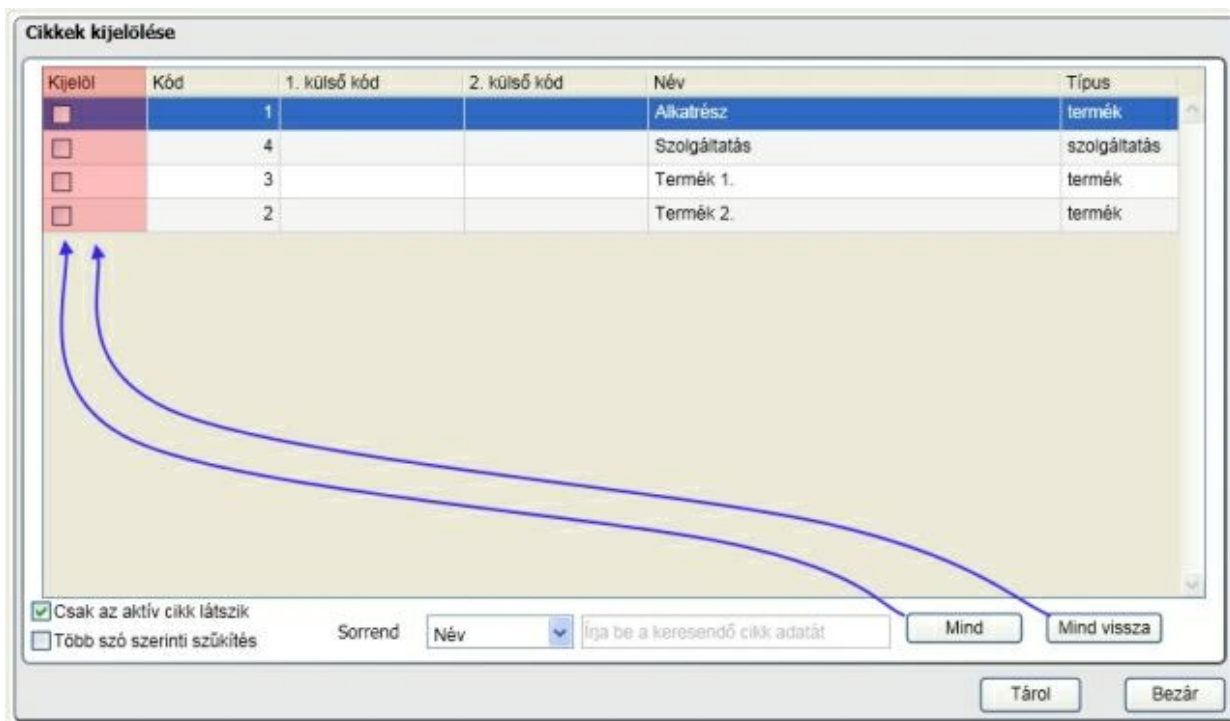 Cikkek kijelölése
Kijelöl Kód 1. külső kód 2. külső kód Név Típus
1 Alkatrész termék
4 Szolgáltatás szolgáltatás
3 Termék 1. termék
2 Termék 2. termék
Csak az aktív cikk látszik
Több szó szerinti szűkítés Sorrend Név Írja be a keresendő cikk adatát Mind Mind vissza
Tárol Bezár